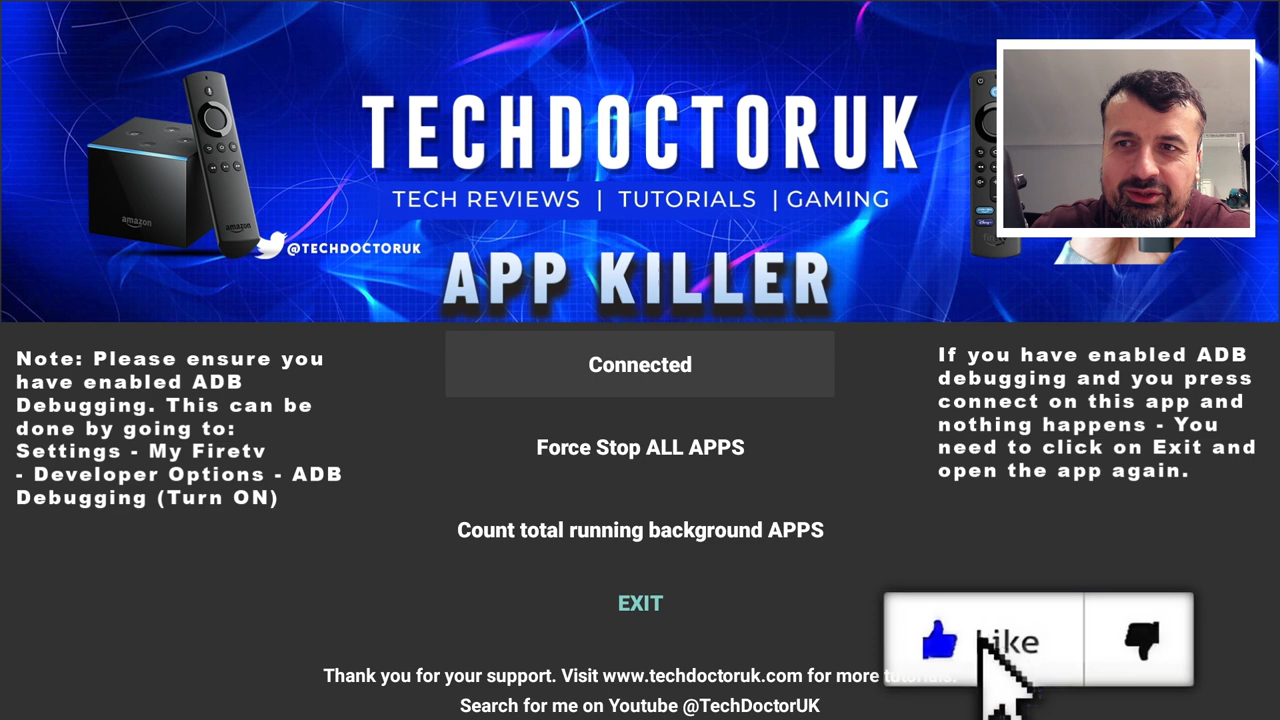 TECHDOCTORUK
TECH REVIEWS | TUTORIALS | GAMING
amazon
amazon
@TECHDOCTORUK
APP KILLER
Note: Please ensure you
have enabled ADB
Debugging. This can be
done by going to:
Settings - My Firetv
- Developer Options - ADB
Debugging (Turn ON)
Connected
Force Stop ALL APPS
Count total running background APPS
EXIT
If you have enabled ADB
debugging and you press
connect on this app and
nothing happens - You
need to click on Exit and
open the app again.
Like
Thank you for your support. Visit www.techdoctoruk.com for more tutorials.
Search for me on Youtube @TechDoctorUK